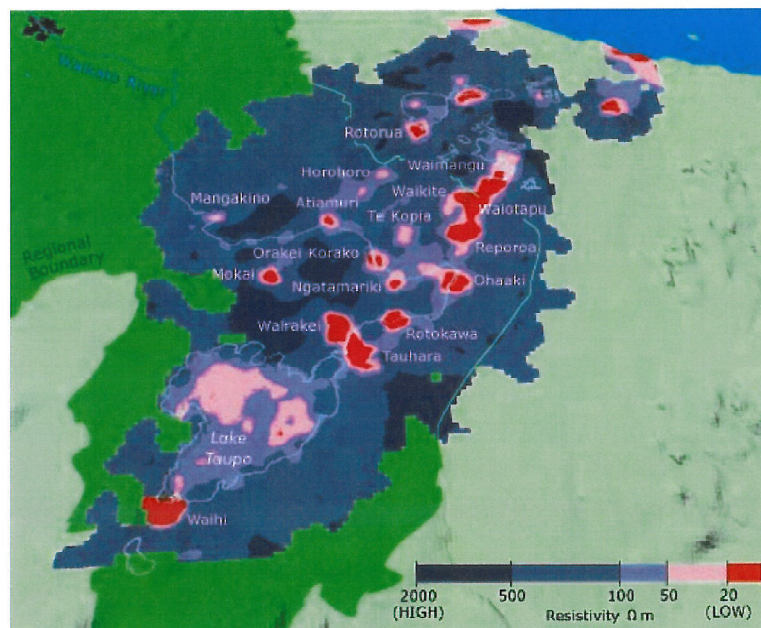 Waikato River
Rotorua
Waimangu
Horohoro
Waikite
Mangakino
Atiamuri
Waiotapu
Te Kopia
Regional
Boundary
Orakei Korako
Reporoa
Mokai
Ngatamariki
Ohaaki
Wairakei
Rotokawa
Tauhara
Lake
Taupo
Waihi
2000
500
100
50
20
(HIGH)
Resistivity Ω m
(LOW)